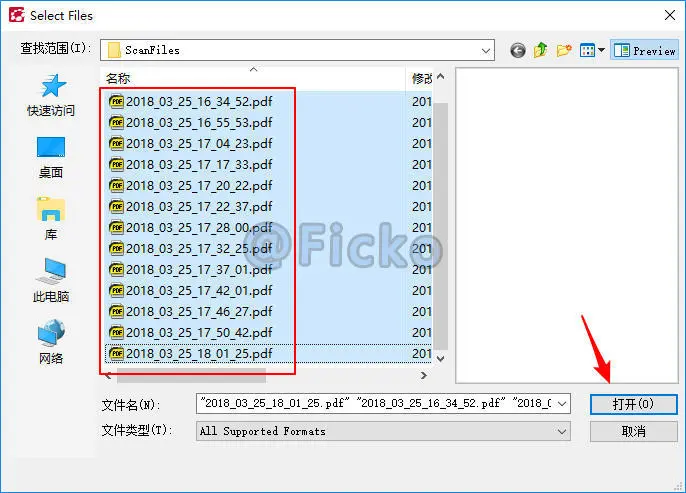 Select Files
查找范围(I):
ScanFiles
Preview
名称
修改
快速访问
桌面
库
此电脑
网络
2018_03_25_16_34_52.pdf 201
2018_03_25_16_55_53.pdf 201
2018_03_25_17_04_23.pdf 201
2018_03_25_17_17_33.pdf 201
2018_03_25_17_20_22.pdf 201
2018_03_25_17_22_37.pdf 201
2018_03_25_17_28_00.pdf 201
2018_03_25_17_32_25.pdf 201
2018_03_25_17_37_01.pdf 201
2018_03_25_17_42_01.pdf 201
2018_03_25_17_46_27.pdf 201
2018_03_25_17_50_42.pdf 201
2018_03_25_18_01_25.pdf 201
@Ficko
文件名(N): "2018_03_25_18_01_25.pdf" "2018_03_25_16_34_52.pdf" "2018_0 打开(O)
文件类型(T): All Supported Formats 取消